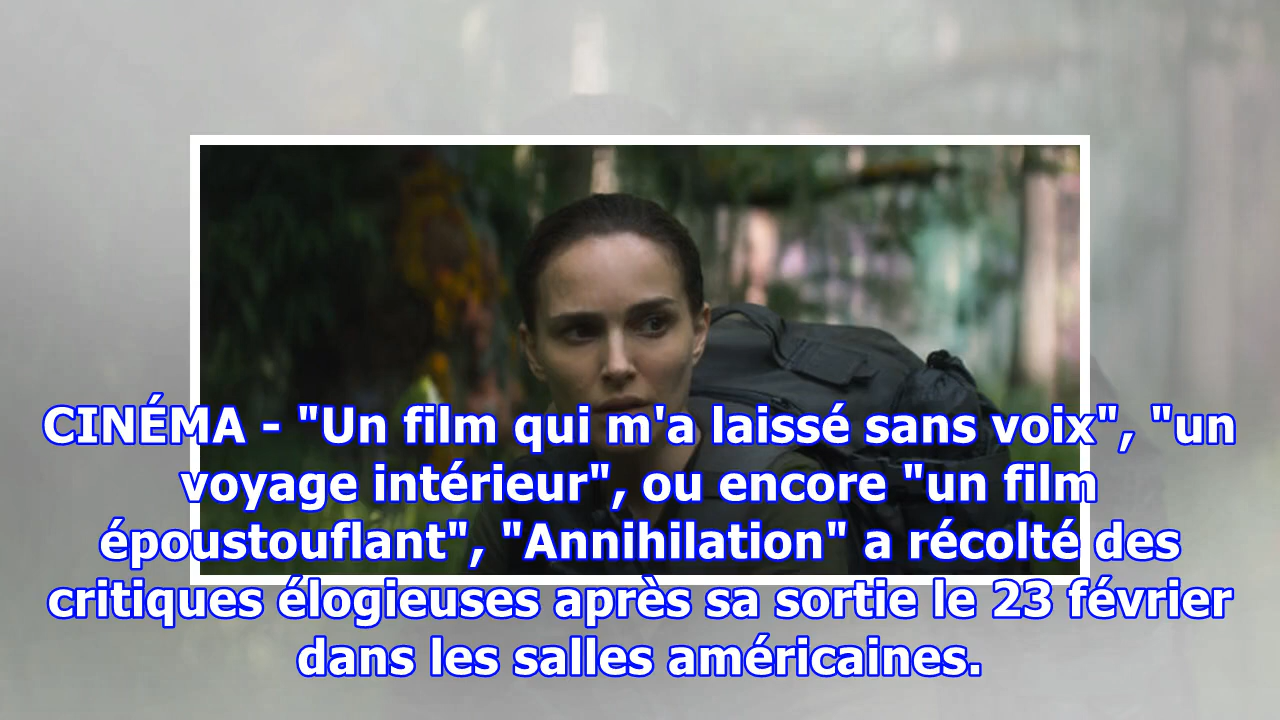 CINÉMA - "Un film qui m'a laissé sans voix", "un
voyage intérieur", ou encore "un film
époustouflant", "Annihilation" a récolté des
critiques élogieuses après sa sortie le 23 février
dans les salles américaines.